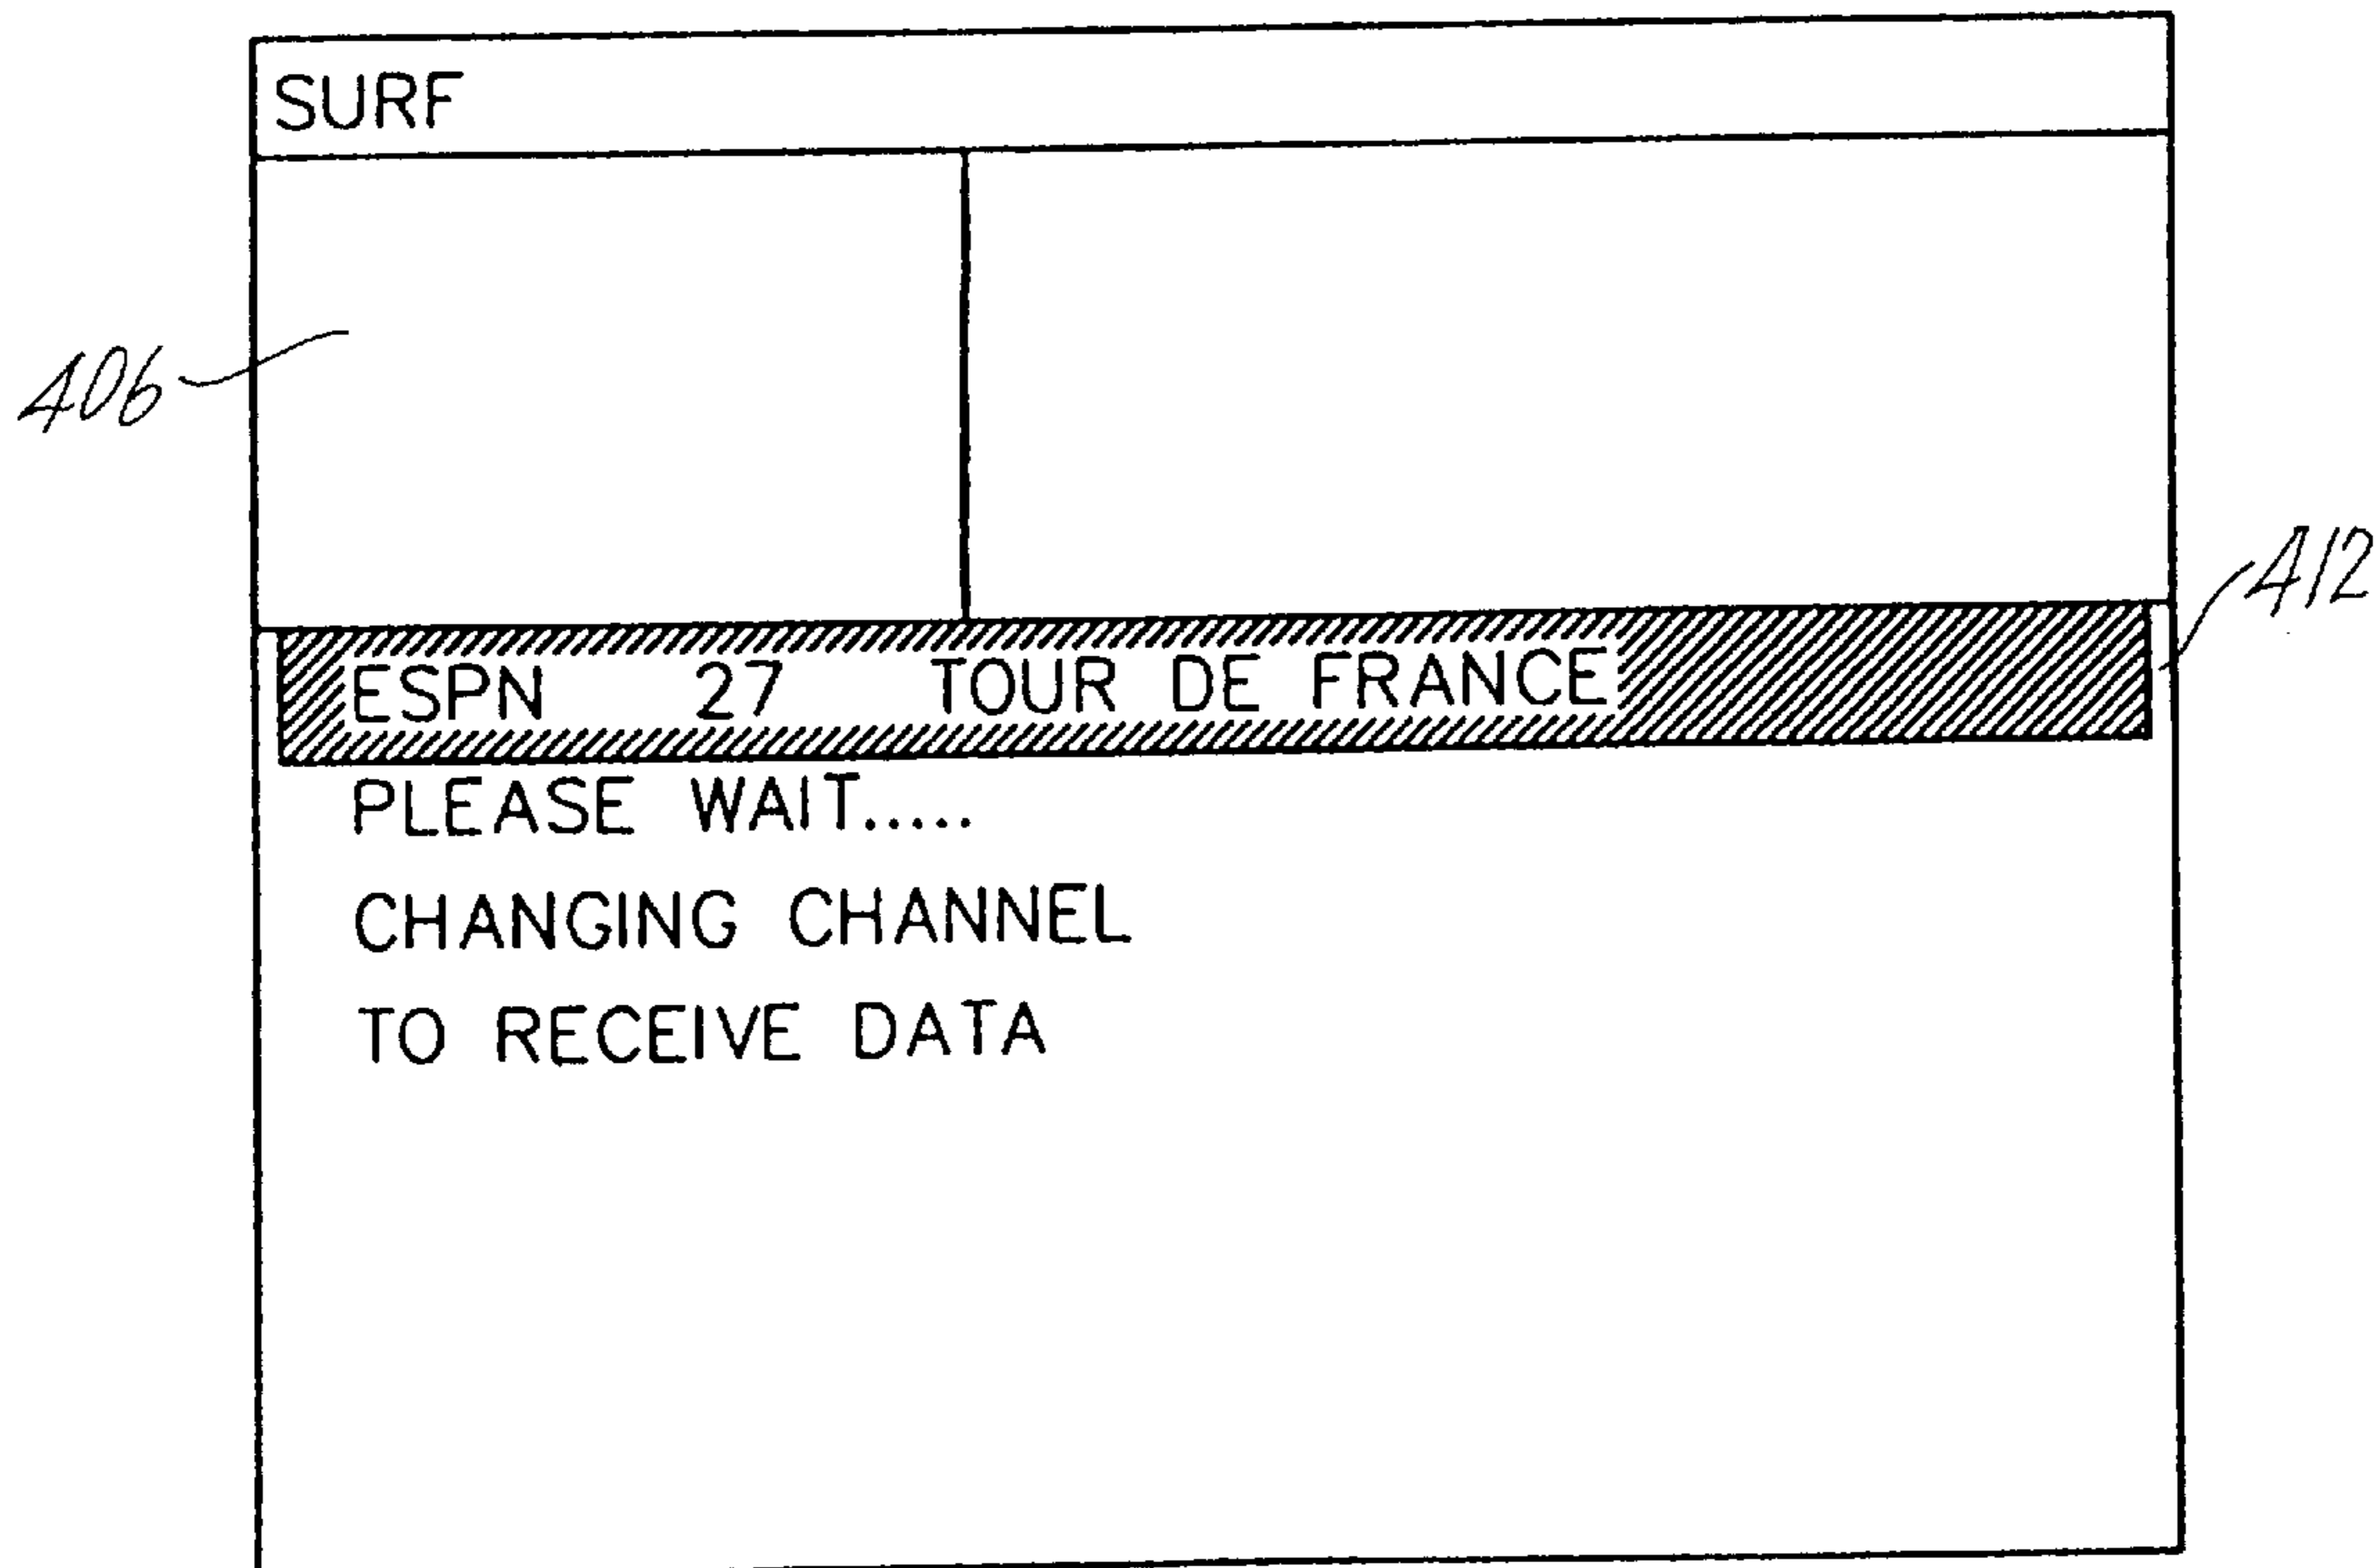 SURF
406
412
ESPN 27 TOUR DE FRANCE
PLEASE WAIT.....
CHANGING CHANNEL
TO RECEIVE DATA